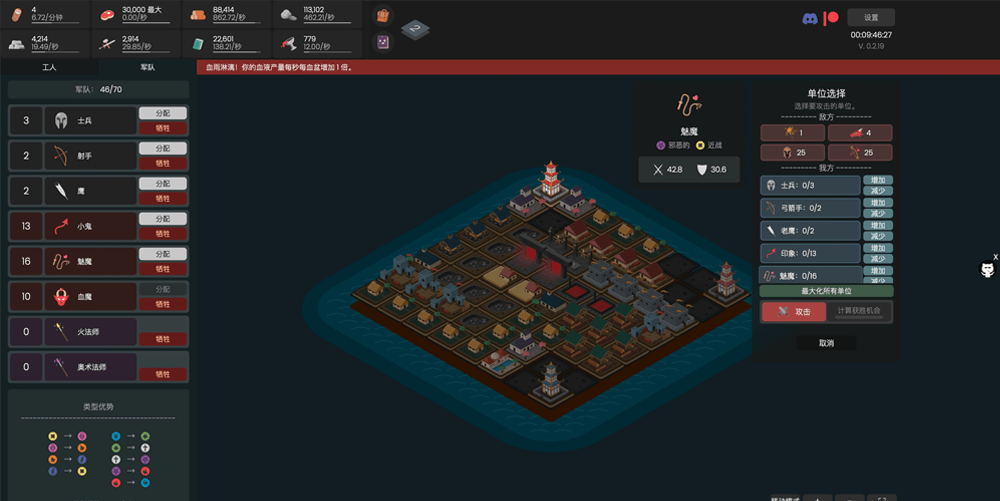 4
6.72/分钟
30,000 最大
0.00/秒
88,414
862.72/秒
113,102
462.21/秒
4,214
19.49/秒
2,914
29.85/秒
22,601
138.21/秒
779
12.00/秒
2
设置
00:09:46:27
V. 0.2.19
工人
军队
血雨淋漓！你的血液产量每秒每血盆增加 1 倍。
军队: 46/70
3
士兵
分配
牺牲
2
射手
分配
牺牲
2
鹰
分配
牺牲
13
小鬼
分配
牺牲
16
魅魔
分配
牺牲
10
血魔
分配
牺牲
0
火法师
牺牲
0
奥术法师
牺牲
类型优势
魅魔
邪恶的
近战
42.8
30.6
单位选择
选择要攻击的单位。
--------- 敌方 ---------
1
4
25
25
--------- 我方 ---------
士兵: 0/3
增加
减少
弓箭手: 0/2
增加
减少
老鹰: 0/2
增加
减少
印象: 0/13
增加
减少
魅魔: 0/16
增加
减少
最大化所有单位
攻击
计算获胜机会
取消
X